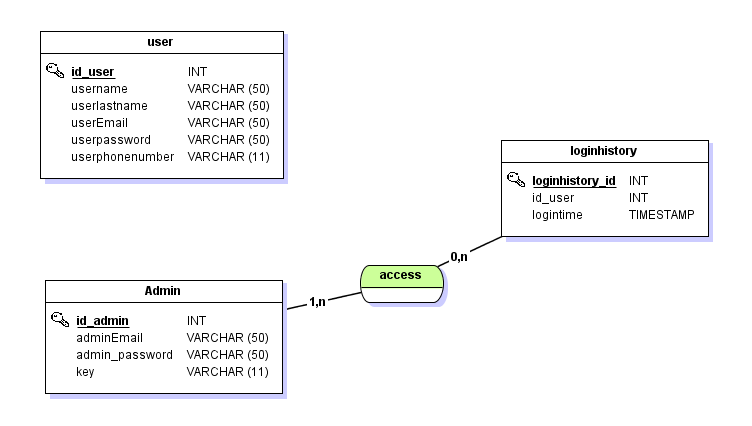 user
id_user INT
username VARCHAR (50)
userlastname VARCHAR (50)
userEmail VARCHAR (50)
userpassword VARCHAR (50)
userphonenumber VARCHAR (11)
loginhistory
loginhistory_id INT
id_user INT
logintime TIMESTAMP
0,n
access
1,n
Admin
id_admin INT
adminEmail VARCHAR (50)
admin_password VARCHAR (50)
key VARCHAR (11)